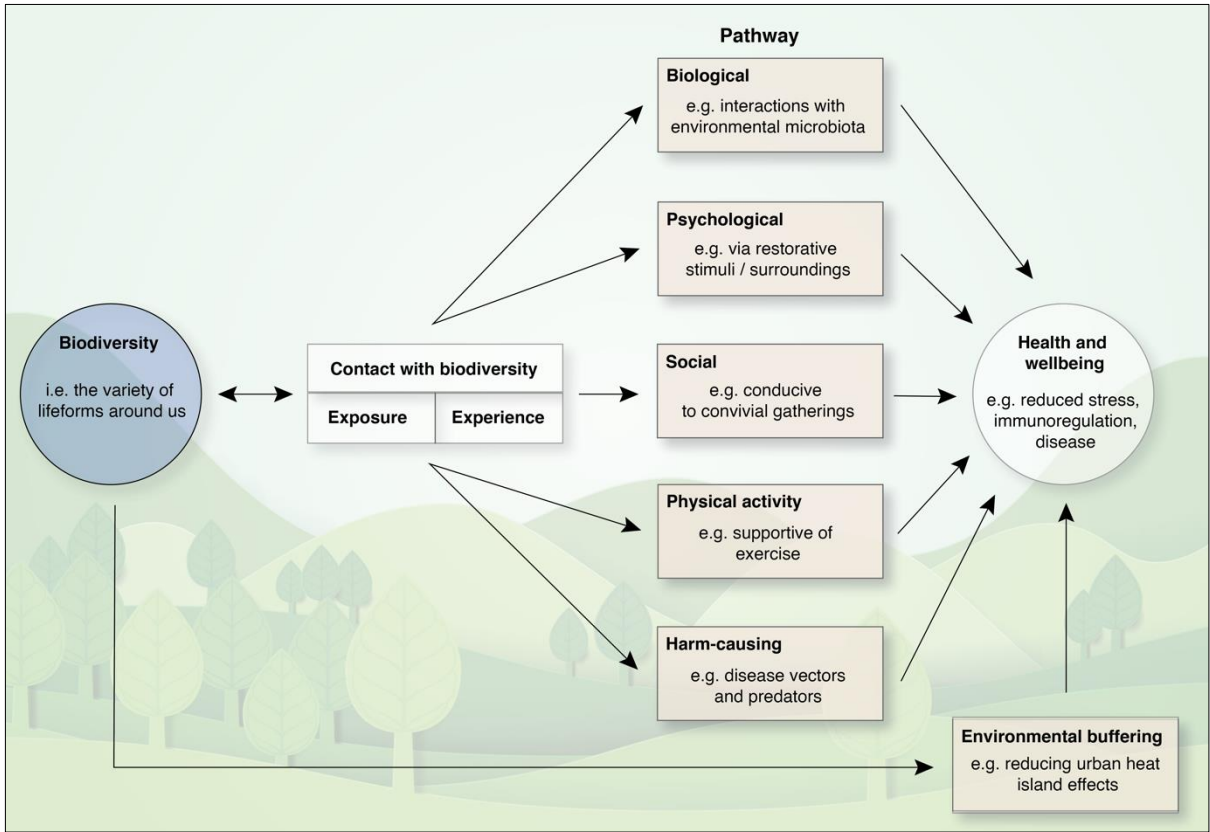 Pathway
Biological
e.g. interactions with
environmental microbiota
Psychological
e.g. via restorative
stimuli / surroundings
Biodiversity
i.e. the variety of
lifeforms around us
Contact with biodiversity
Exposure
Experience
Social
e.g. conducive
to convivial gatherings
Health and
wellbeing
e.g. reduced stress,
immunoregulation,
disease
Physical activity
e.g. supportive of
exercise
Harm-causing
e.g. disease vectors
and predators
Environmental buffering
e.g. reducing urban heat
island effects